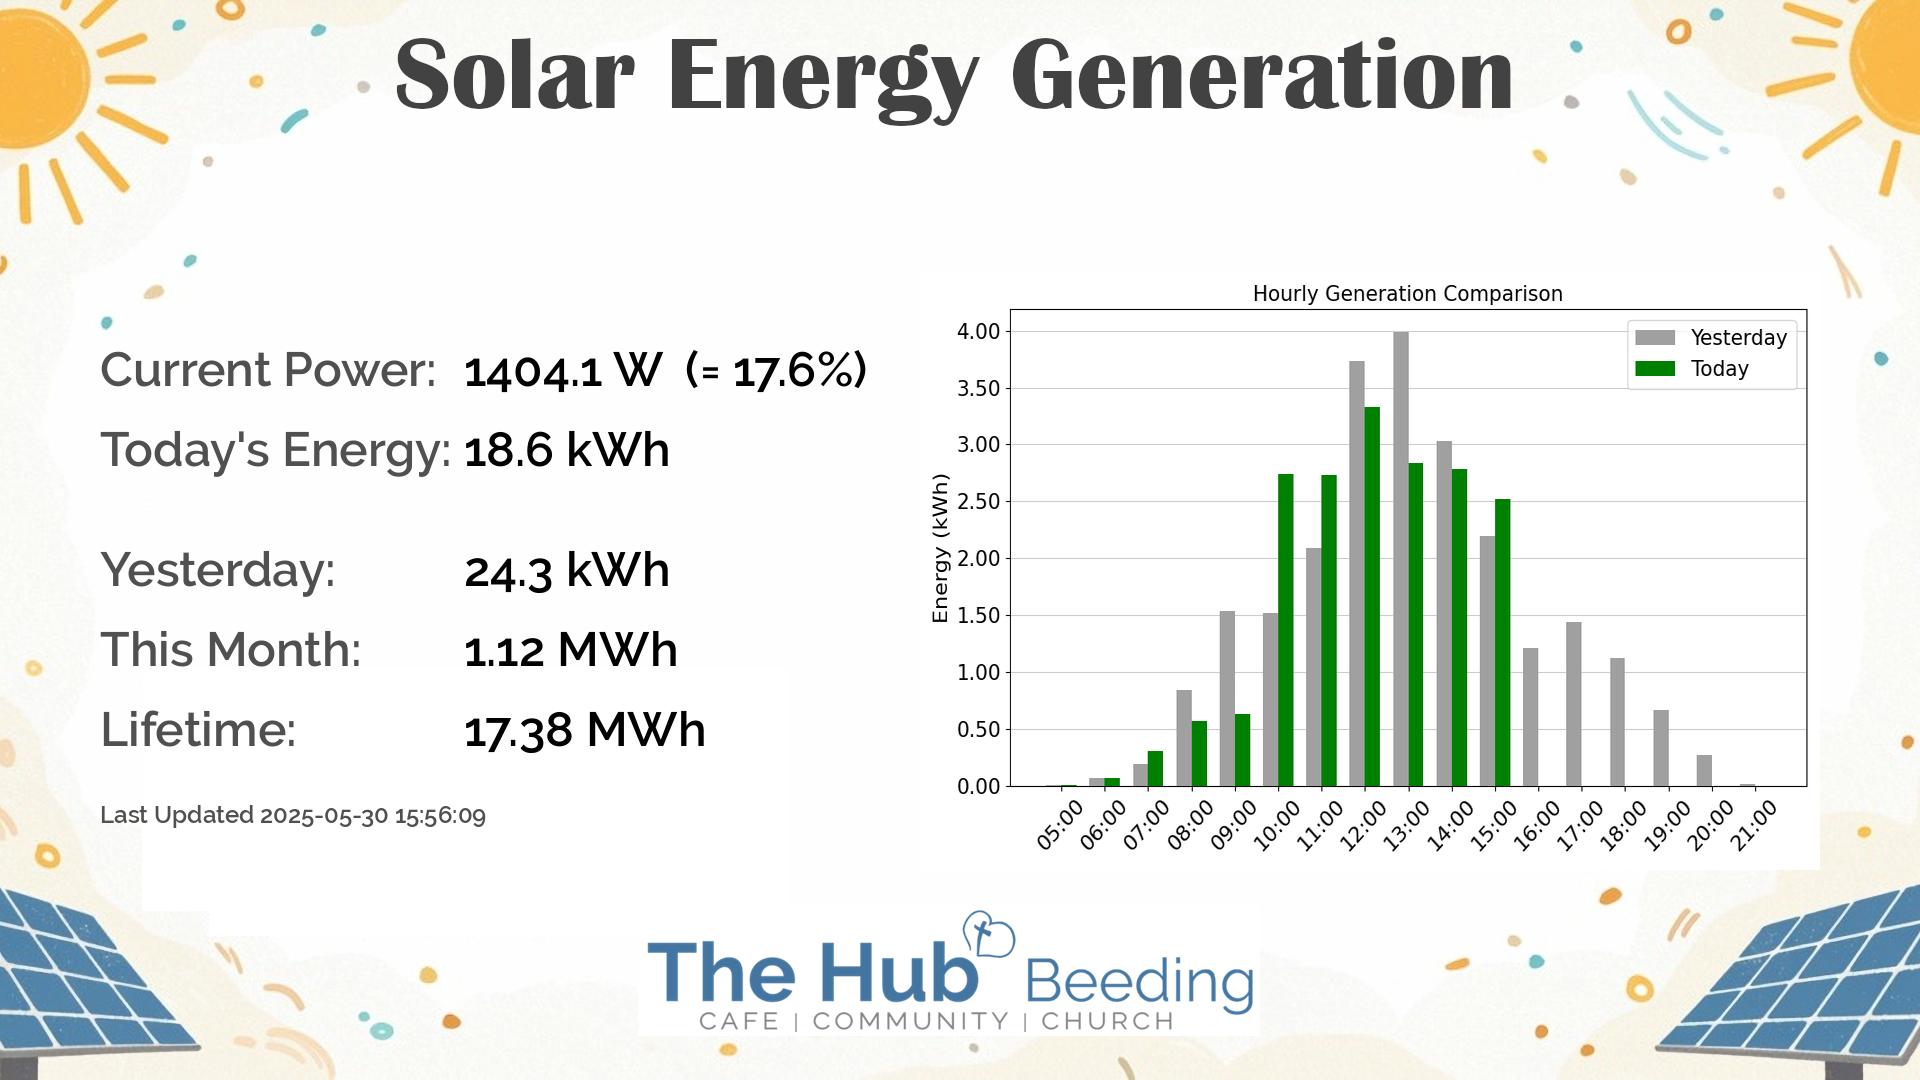 Solar Energy Generation
Current Power: 1404.1 W (= 17.6%)
Today's Energy: 18.6 kWh
Yesterday: 24.3 kWh
This Month: 1.12 MWh
Lifetime: 17.38 MWh
Last Updated 2025-05-30 15:56:09
Hourly Generation Comparison
Yesterday
Today
Energy (kWh)
4.00
3.50
3.00
2.50
2.00
1.50
1.00
0.50
0.00
05:00 06:00 07:00 08:00 09:00 10:00 11:00 12:00 13:00 14:00 15:00 16:00 17:00 18:00 19:00 20:00 21:00
The Hub Beeding
CAFE | COMMUNITY | CHURCH